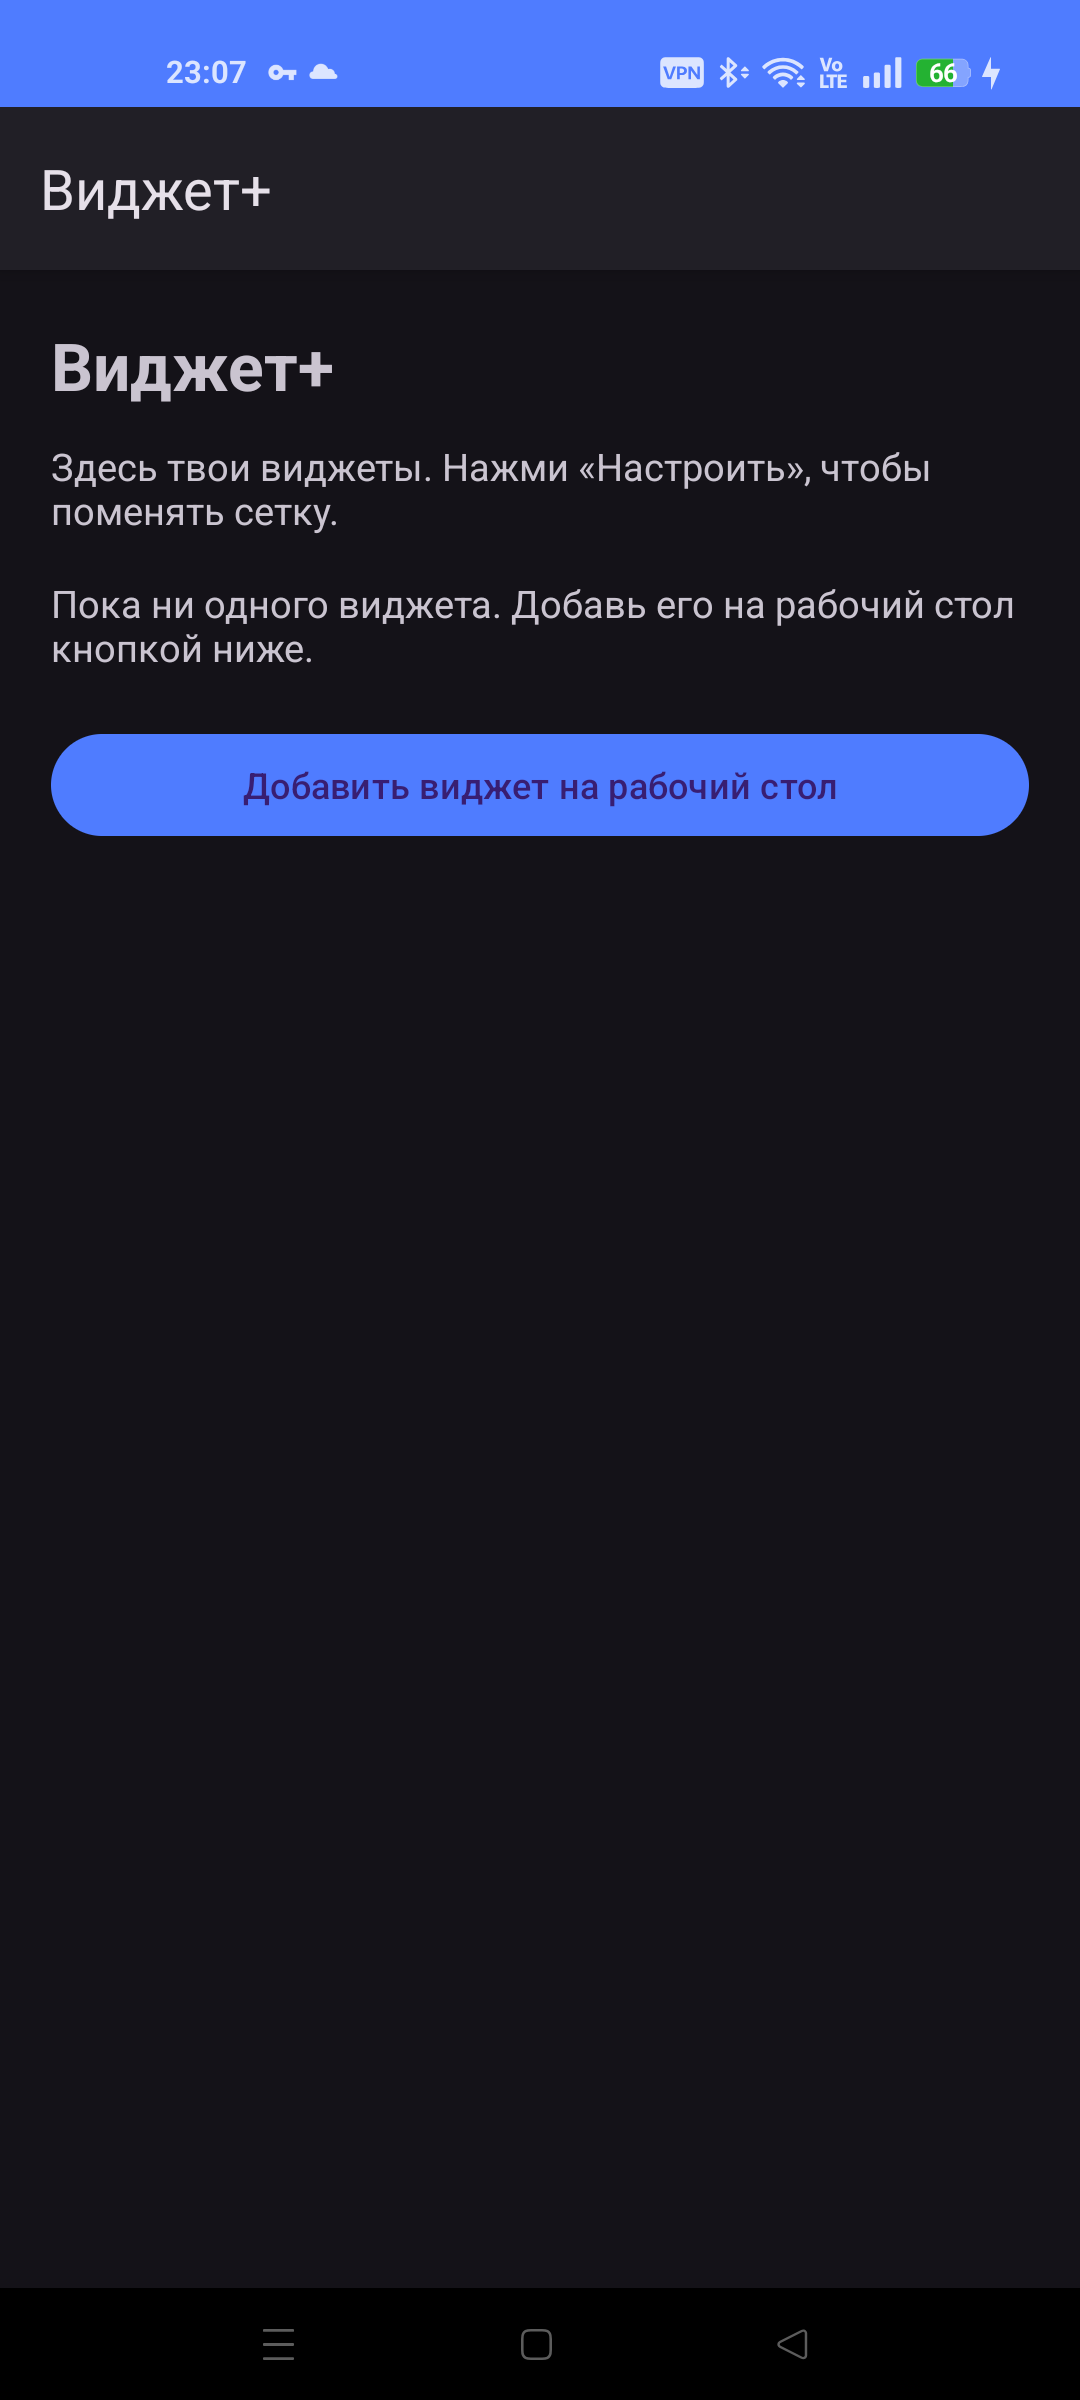 23:07
VPN
Vo
LTE
66
Виджет+
Виджет+
Здесь твои виджеты. Нажми «Настроить», чтобы
поменять сетку.
Пока ни одного виджета. Добавь его на рабочий стол
кнопкой ниже.
Добавить виджет на рабочий стол